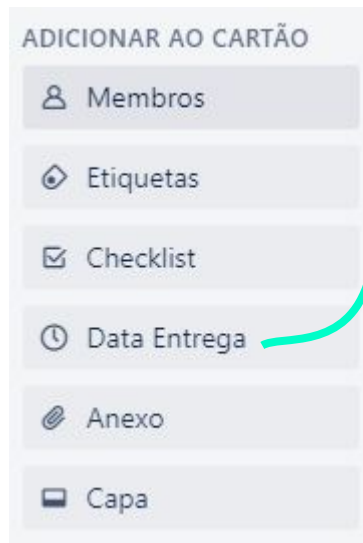 ADICIONAR AO CARTÃO
Membros
Etiquetas
Checklist
Data Entrega
Anexo
Capa